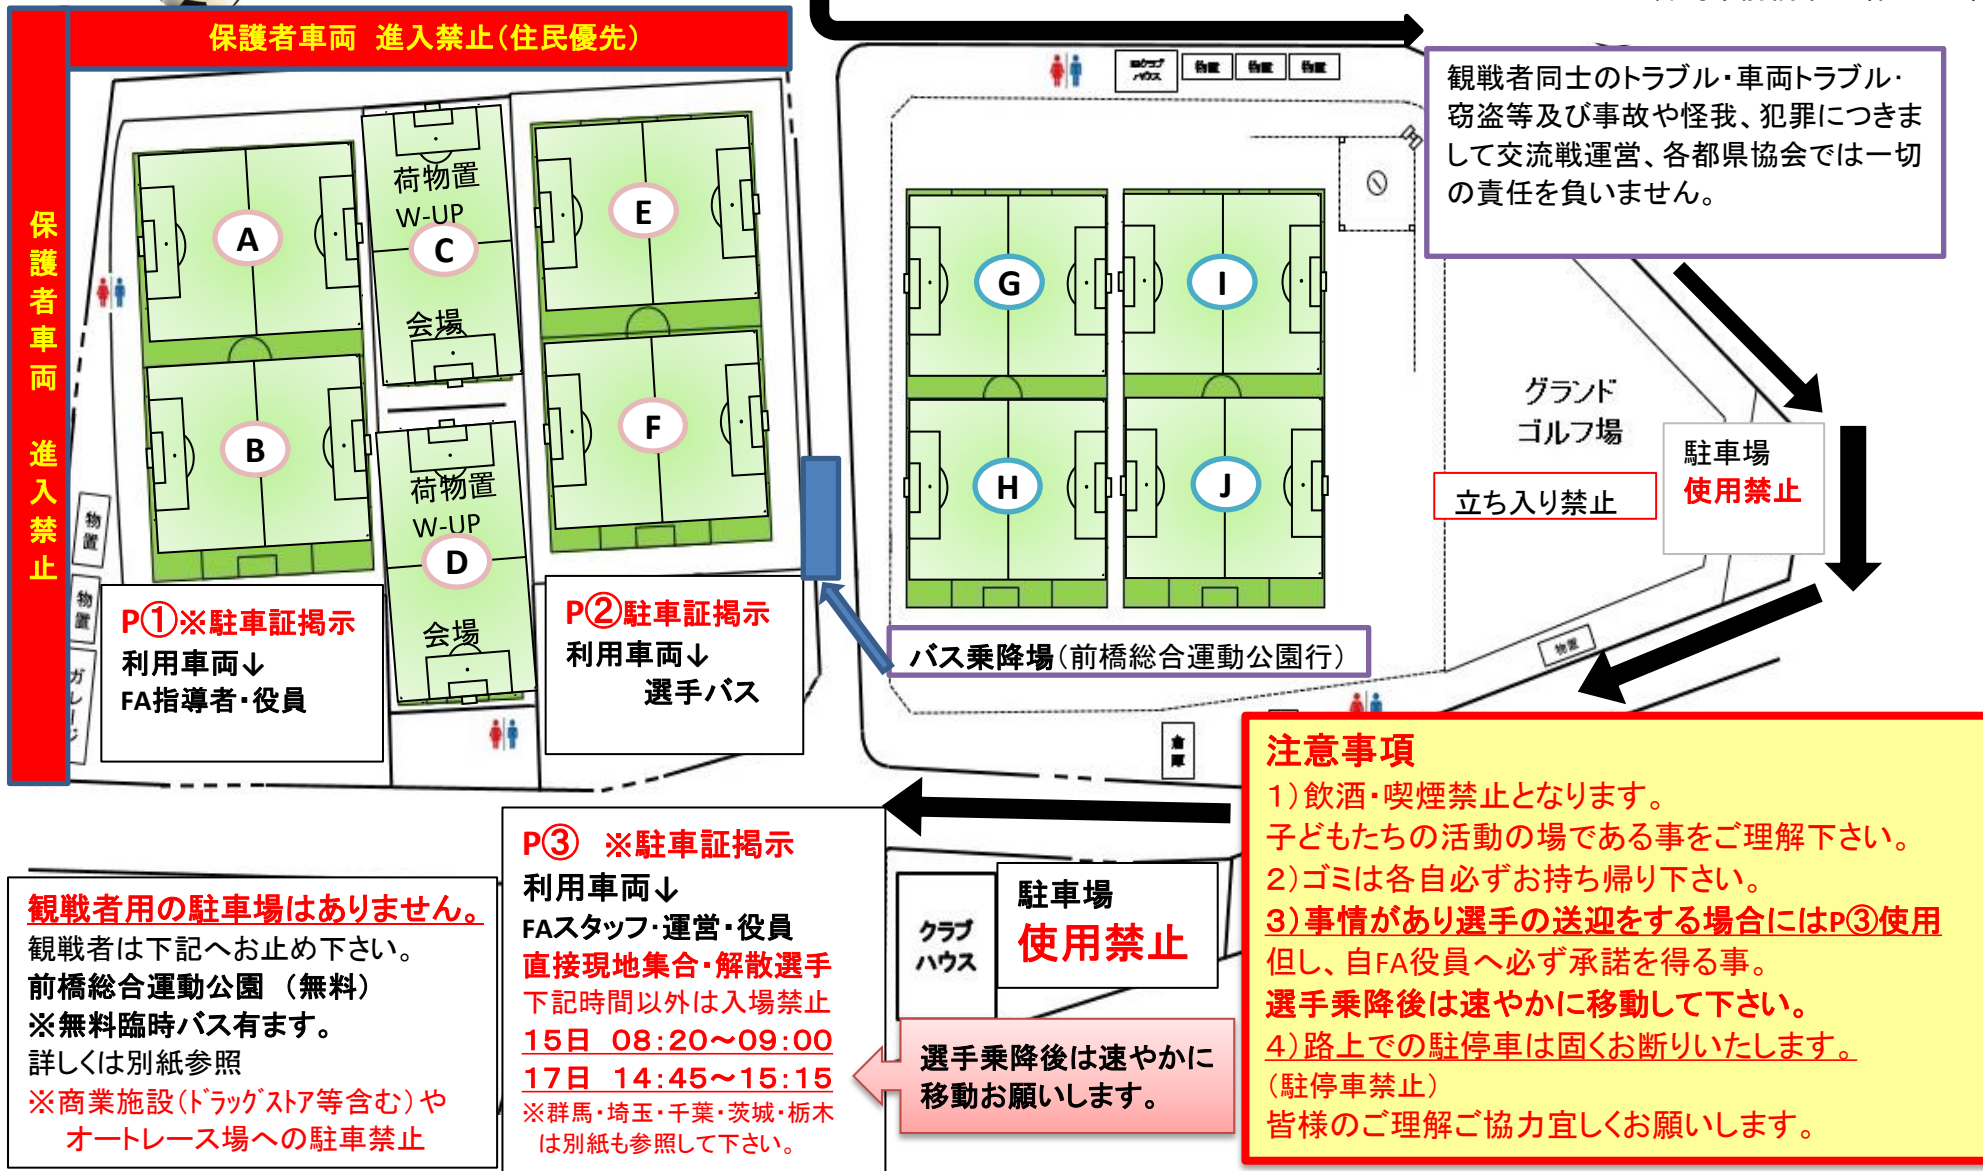 保護者車両 進入禁止(住民優先)
保護者車両 進入禁止
旧クラブ
ハウス
物置
物置
物置
観戦者同士のトラブル・車両トラブル・
窃盗等及び事故や怪我、犯罪につきま
して交流戦運営、各都県協会では一切
の責任を負いません。
A
荷物置
W-UP
C
会場
E
G
I
B
荷物置
W-UP
D
会場
F
H
J
グランド
ゴルフ場
立ち入り禁止
駐車場
使用禁止
物置
物置
ガレージ
P①※駐車証掲示
利用車両↓
FA指導者・役員
P②駐車証掲示
利用車両↓
選手バス
バス乗降場(前橋総合運動公園行)
物置
倉庫
注意事項
1)飲酒・喫煙禁止となります。
子どもたちの活動の場である事をご理解下さい。
2)ゴミは各自必ずお持ち帰り下さい。
3)事情があり選手の送迎をする場合にはP③使用
但し、自FA役員へ必ず承諾を得る事。
選手乗降後は速やかに移動して下さい。
4)路上での駐停車は固くお断りいたします。
(駐停車禁止)
皆様のご理解ご協力宜しくお願いします。
P③ ※駐車証掲示
利用車両↓
FAスタッフ・運営・役員
直接現地集合・解散選手
下記時間以外は入場禁止
15日 08:20～09:00
17日 14:45～15:15
※群馬・埼玉・千葉・茨城・栃木
は別紙も参照して下さい。
クラブ
ハウス
駐車場
使用禁止
選手乗降後は速やかに
移動お願いします。
観戦者用の駐車場はありません。
観戦者は下記へお止め下さい。
前橋総合運動公園 (無料)
※無料臨時バス有ます。
詳しくは別紙参照
※商業施設(ﾄﾞﾗｯｸﾞｽﾄｱ等含む)や
オートレース場への駐車禁止